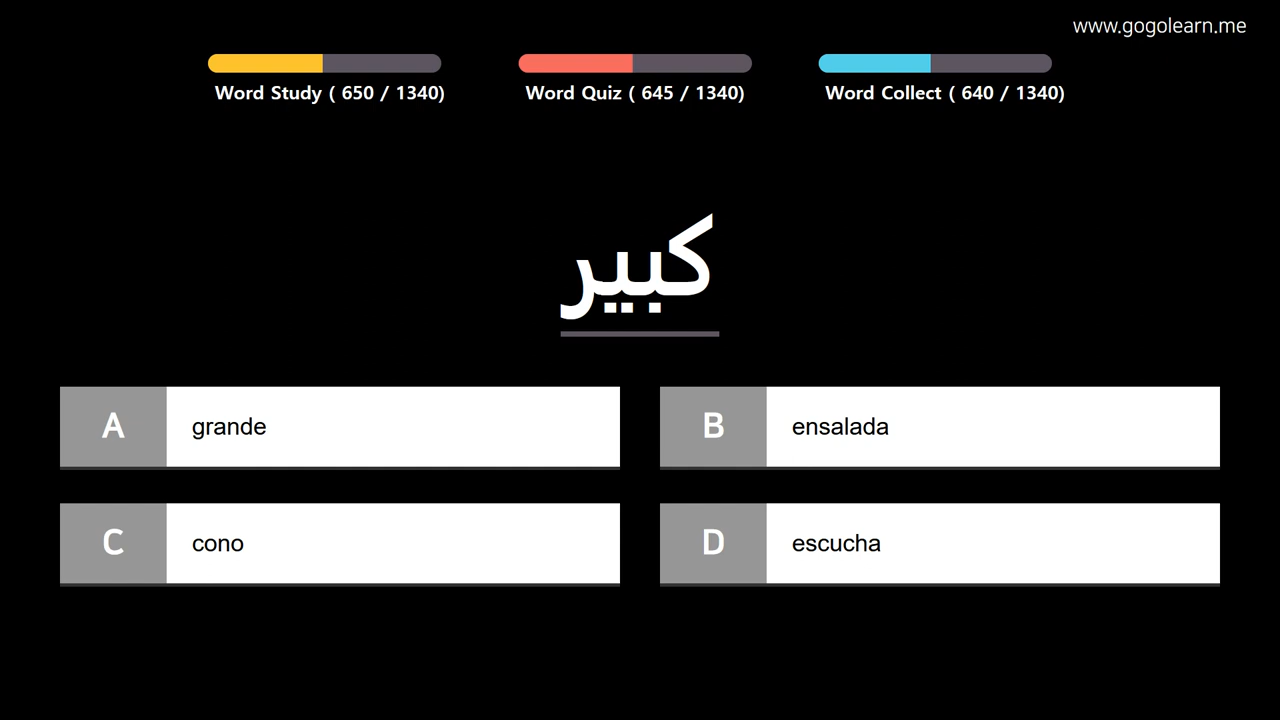 www.gogolearn.me
Word Study ( 650 / 1340)
Word Quiz ( 645 / 1340)
Word Collect ( 640 / 1340)
كبير
A grande
B ensalada
C cono
D escucha